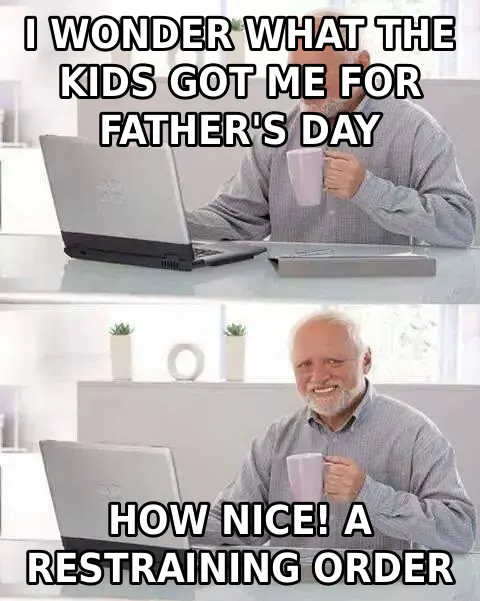 I WONDER WHAT THE
KIDS GOT ME FOR
FATHER'S DAY
HOW NICE! A
RESTRAINING ORDER